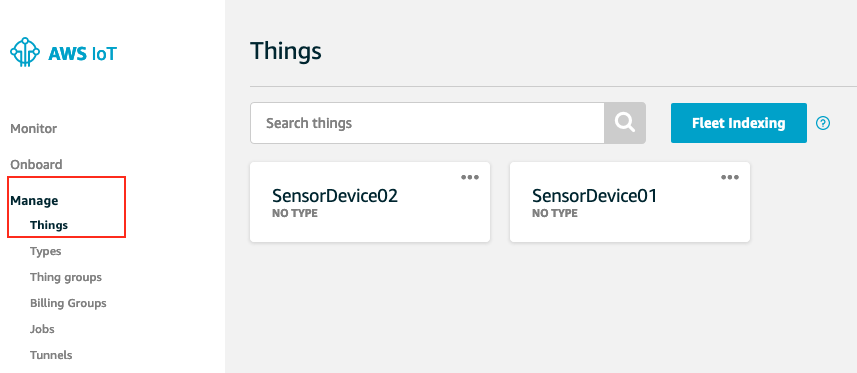 AWS IoT
Monitor
Onboard
Manage
Things
Types
Thing groups
Billing Groups
Jobs
Tunnels
Things
Search things
Fleet Indexing
?
SensorDevice02
NO TYPE
SensorDevice01
NO TYPE